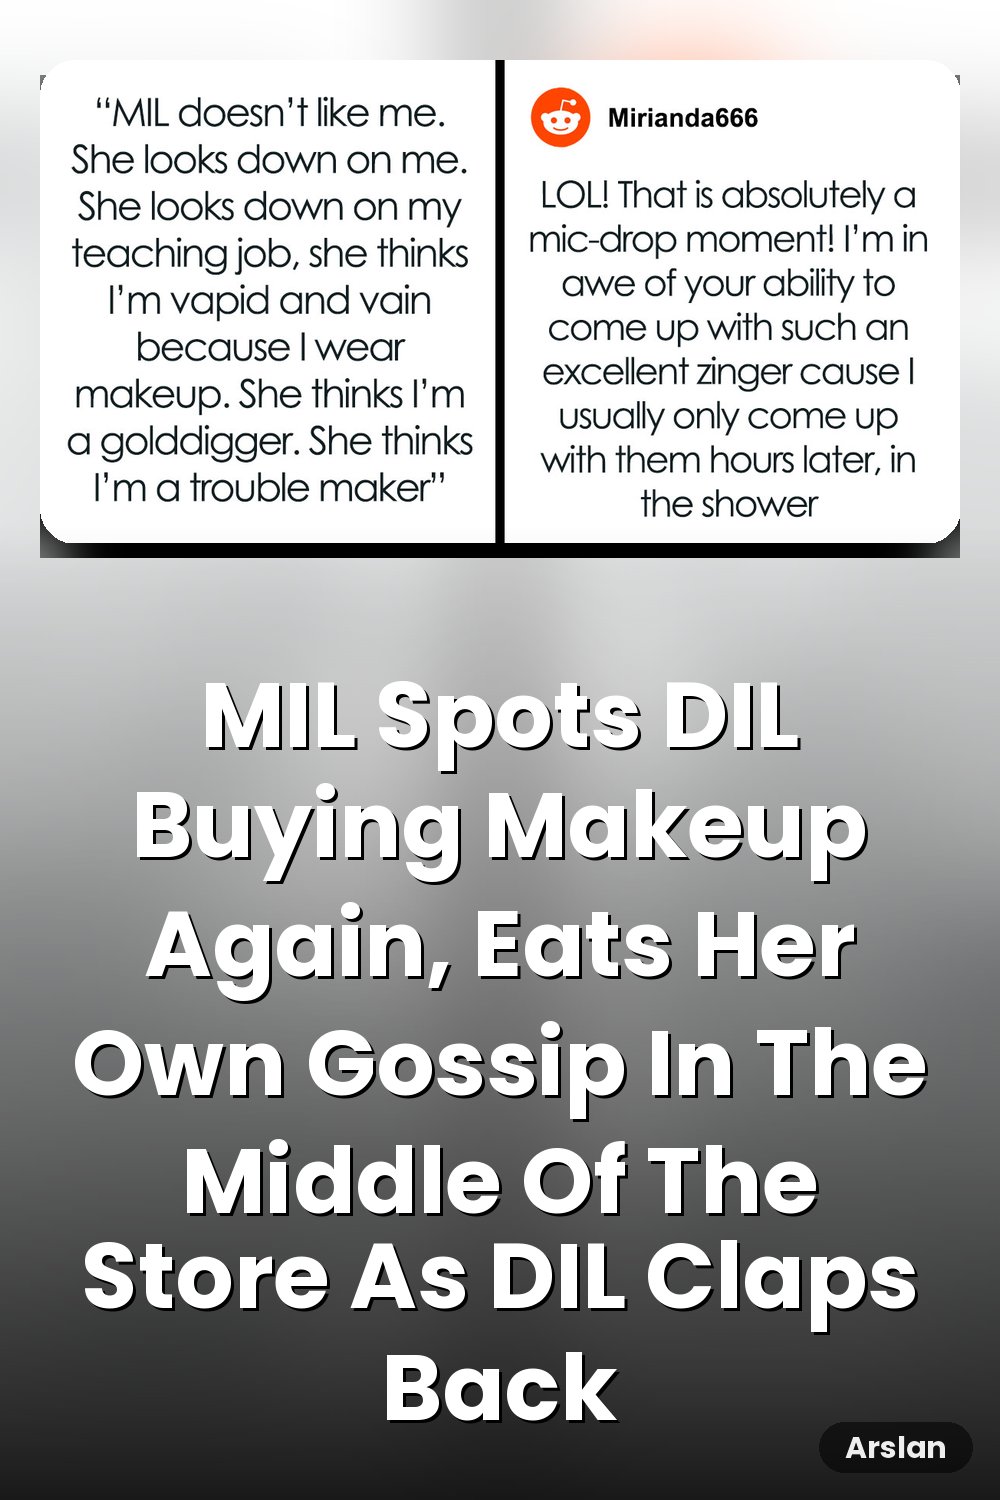 “MIL doesn’t like me.
She looks down on me.
She looks down on my
teaching job, she thinks
I’m vapid and vain
because I wear
makeup. She thinks I’m
a golddigger. She thinks
I’m a trouble maker”
Mirianda666
LOL! That is absolutely a
mic-drop moment! I’m in
awe of your ability to
come up with such an
excellent zinger cause I
usually only come up
with them hours later, in
the shower
MIL Spots DIL
Buying Makeup
Again, Eats Her
Own Gossip In The
Middle Of The
Store As DIL Claps
Back
Arslan